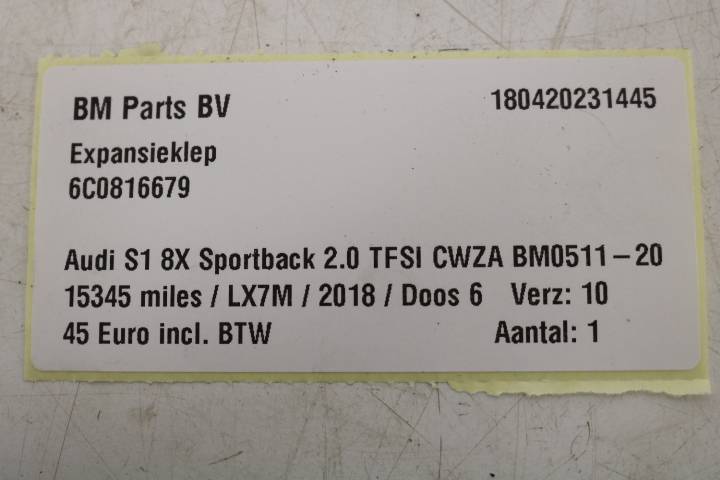 BM Parts BV 180420231445
Expansieklep
6C0816679
Audi S1 8X Sportback 2.0 TFSI CWZA BM0511-20
15345 miles / LX7M / 2018 / Doos 6 Verz: 10
45 Euro incl. BTW Aantal: 1